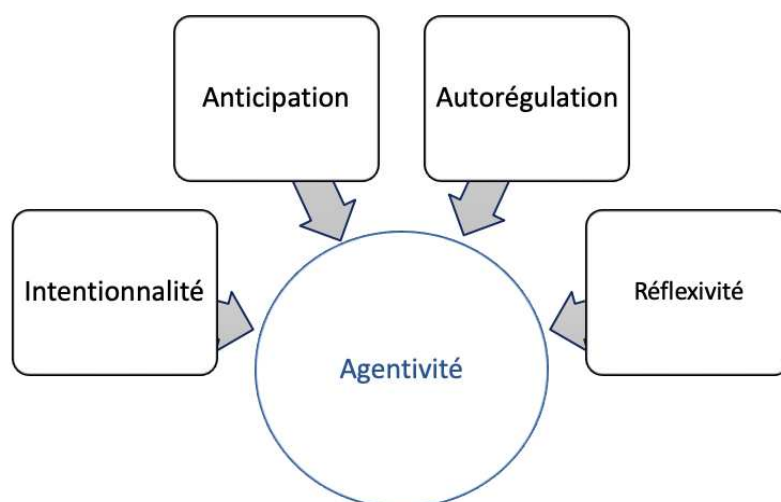 Anticipation
Autorégulation
Intentionnalité
Réflexivité
Agentivité